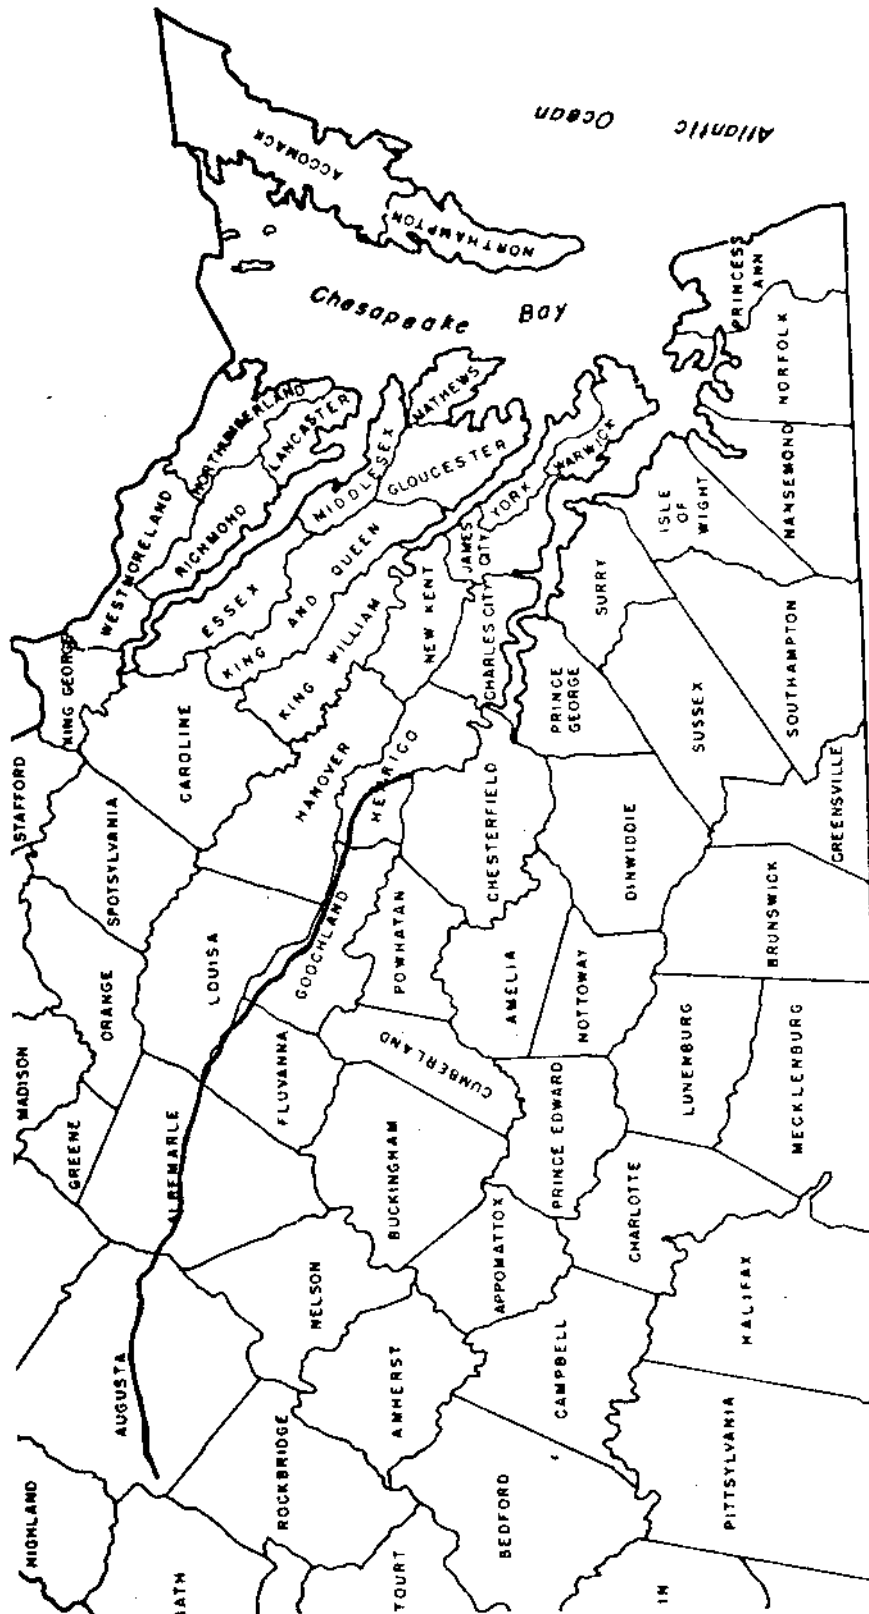 Atlantic Ocean
ACCOMACK
NORTHAMPTON
Chesapeake Bay
PRINCESS
ANN
NORFOLK
NANSEMOND
ISLE
OF
WIGHT
NORTHUMBERLAND
LANCASTER
MATHEWS
WESTMORELAND
RICHMOND
MIDDLESEX
GLOUCESTER
YORK
WARWICK
JAMES
CITY
ESSEX
KING AND QUEEN
KING WILLIAM
NEW KENT
CHARLES CITY
SURRY
KING GEORGE
CAROLINE
HANOVER
HENRICO
PRINCE
GEORGE
SUSSEX
SOUTHAMPTON
STAFFORD
SPOTSYLVANIA
CHESTERFIELD
DINWIDDIE
GREENSVILLE
LOUISA
GOOCHLAND
POWHATAN
AMELIA
NOTTOWAY
BRUNSWICK
MADISON
ORANGE
FLUVANNA
CUMBERLAND
LUNENBURG
MECKLENBURG
GREENE
ALBEMARLE
BUCKINGHAM
PRINCE EDWARD
CHARLOTTE
NELSON
APPOMATTOX
HALIFAX
AUGUSTA
AMHERST
CAMPBELL
PITTSYLVANIA
HIGHLAND
ROCKBRIDGE
BEDFORD
ATH
TOURT
IN